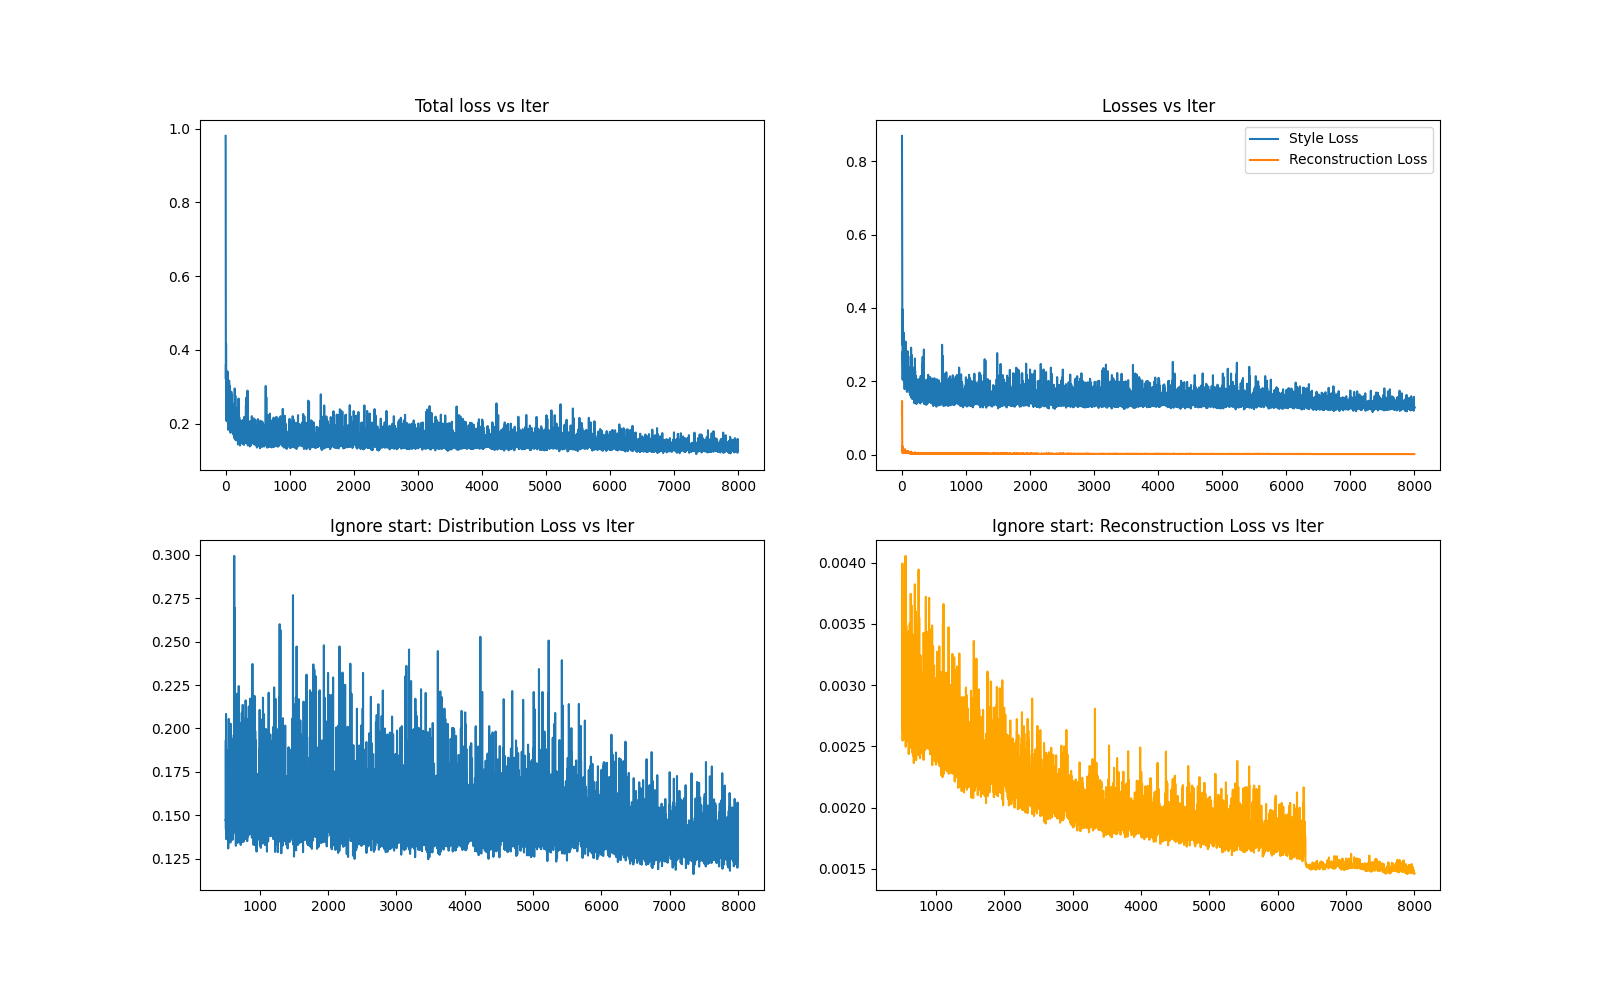 Total loss vs Iter
1.0
0.8
0.6
0.4
0.2
0 1000 2000 3000 4000 5000 6000 7000 8000
Losses vs Iter
Style Loss
Reconstruction Loss
0.8
0.6
0.4
0.2
0.0
0 1000 2000 3000 4000 5000 6000 7000 8000
Ignore start: Distribution Loss vs Iter
0.300
0.275
0.250
0.225
0.200
0.175
0.150
0.125
1000 2000 3000 4000 5000 6000 7000 8000
Ignore start: Reconstruction Loss vs Iter
0.0040
0.0035
0.0030
0.0025
0.0020
0.0015
1000 2000 3000 4000 5000 6000 7000 8000